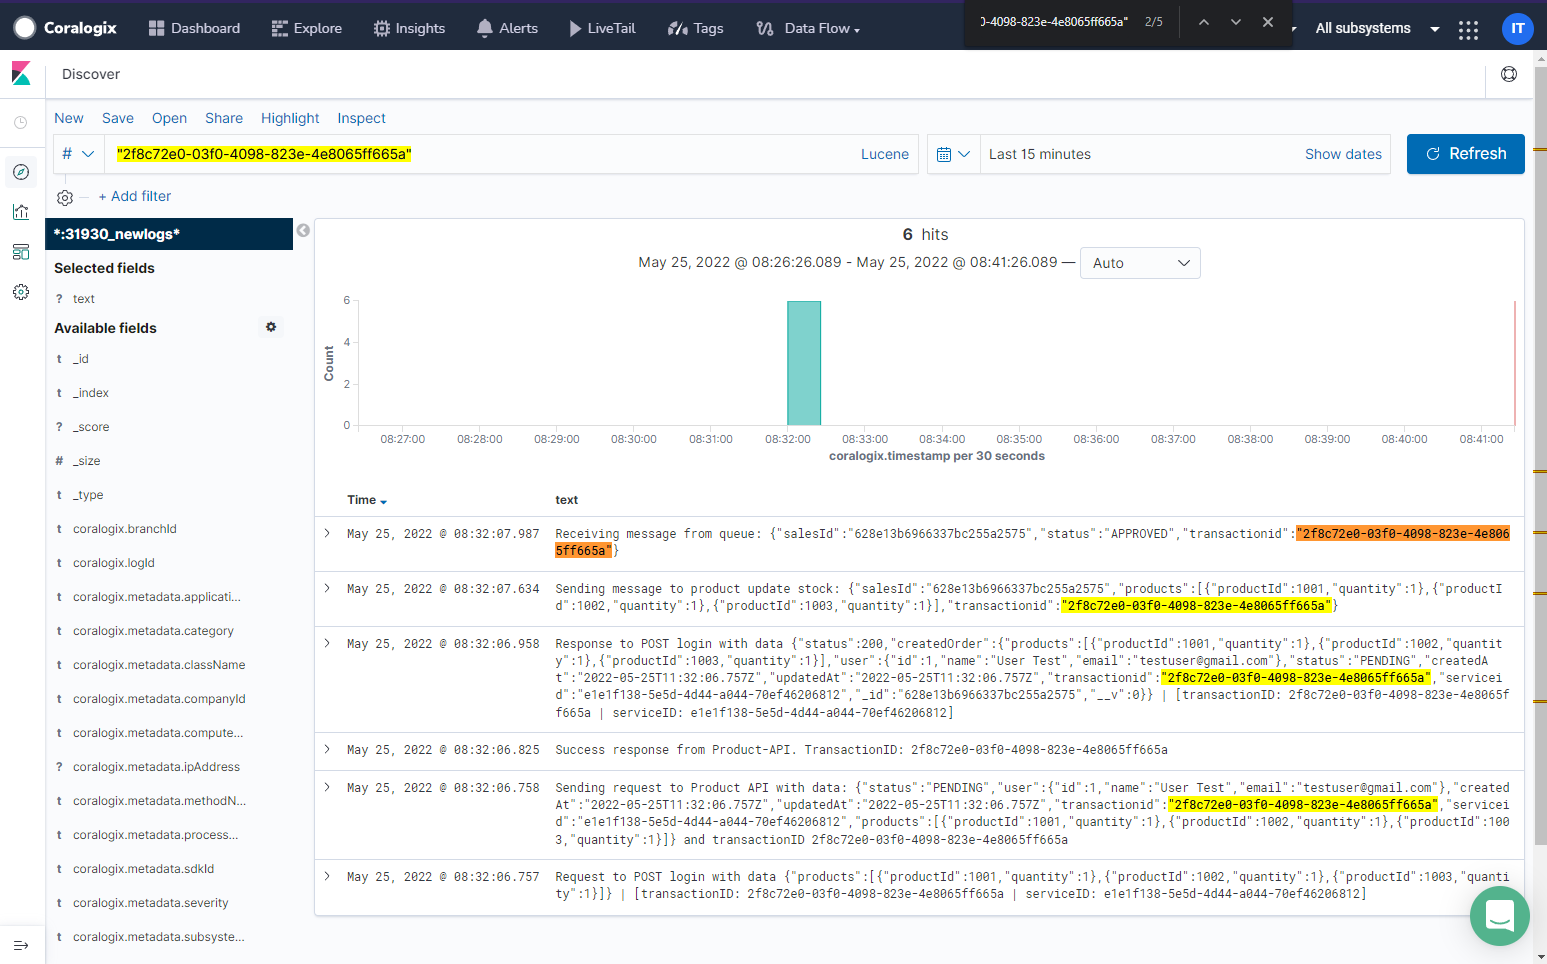 Coralogix
Dashboard
Explore
Insights
Alerts
LiveTail
Tags
Data Flow
0-4098-823e-4e8065ff665a" 2/5
All subsystems
IT
Discover
New Save Open Share Highlight Inspect
# "2f8c72e0-03f0-4098-823e-4e8065ff665a" Lucene
Last 15 minutes Show dates
Refresh
+ Add filter
*:31930_newlogs*
Selected fields
? text
Available fields
t _id
t _index
? _score
# _size
t _type
t coralogix.branchId
t coralogix.logId
t coralogix.metadata.applicati...
t coralogix.metadata.category
t coralogix.metadata.className
t coralogix.metadata.companyId
t coralogix.metadata.compute...
? coralogix.metadata.ipAddress
t coralogix.metadata.methodN...
t coralogix.metadata.process...
t coralogix.metadata.sdkId
t coralogix.metadata.severity
t coralogix.metadata.subsyste...
6 hits
May 25, 2022 @ 08:26:26.089 - May 25, 2022 @ 08:41:26.089 — Auto
Count
6
4
2
0
08:27:00 08:28:00 08:29:00 08:30:00 08:31:00 08:32:00 08:33:00 08:34:00 08:35:00 08:36:00 08:37:00 08:38:00 08:39:00 08:40:00 08:41:00
coralogix.timestamp per 30 seconds
Time text
May 25, 2022 @ 08:32:07.987 Receiving message from queue: {"salesId":"628e13b6966337bc255a2575","status":"APPROVED","transactionid":"2f8c72e0-03f0-4098-823e-4e806
5ff665a"}
May 25, 2022 @ 08:32:07.634 Sending message to product update stock: {"salesId":"628e13b6966337bc255a2575","products":[{"productId":1001,"quantity":1},{"productI
d":1002,"quantity":1},{"productId":1003,"quantity":1}],"transactionid":"2f8c72e0-03f0-4098-823e-4e8065ff665a"}
May 25, 2022 @ 08:32:06.958 Response to POST login with data {"status":200,"createdOrder":{"products":[{"productId":1001,"quantity":1},{"productId":1002,"quantit
y":1},{"productId":1003,"quantity":1}],"user":{"id":1,"name":"User Test","email":"testuser@gmail.com"},"status":"PENDING","createdA
t":"2022-05-25T11:32:06.757Z","updatedAt":"2022-05-25T11:32:06.757Z","transactionid":"2f8c72e0-03f0-4098-823e-4e8065ff665a","servicei
d":"e1e1f138-5e5d-4d44-a044-70ef46206812","_id":"628e13b6966337bc255a2575","__v":0}} | [transactionID: 2f8c72e0-03f0-4098-823e-4e8065f
f665a | serviceID: e1e1f138-5e5d-4d44-a044-70ef46206812]
May 25, 2022 @ 08:32:06.825 Success response from Product-API. TransactionID: 2f8c72e0-03f0-4098-823e-4e8065ff665a
May 25, 2022 @ 08:32:06.758 Sending request to Product API with data: {"status":"PENDING","user":{"id":1,"name":"User Test","email":"testuser@gmail.com"},"created
At":"2022-05-25T11:32:06.757Z","updatedAt":"2022-05-25T11:32:06.757Z","transactionid":"2f8c72e0-03f0-4098-823e-4e8065ff665a","service
id":"e1e1f138-5e5d-4d44-a044-70ef46206812","products":[{"productId":1001,"quantity":1},{"productId":1002,"quantity":1},{"productId":100
3,"quantity":1}]} and transactionID 2f8c72e0-03f0-4098-823e-4e8065ff665a
May 25, 2022 @ 08:32:06.757 Request to POST login with data {"products":[{"productId":1001,"quantity":1},{"productId":1002,"quantity":1},{"productId":1003,"quanti
ty":1}]} | [transactionID: 2f8c72e0-03f0-4098-823e-4e8065ff665a | serviceID: e1e1f138-5e5d-4d44-a044-70ef46206812]